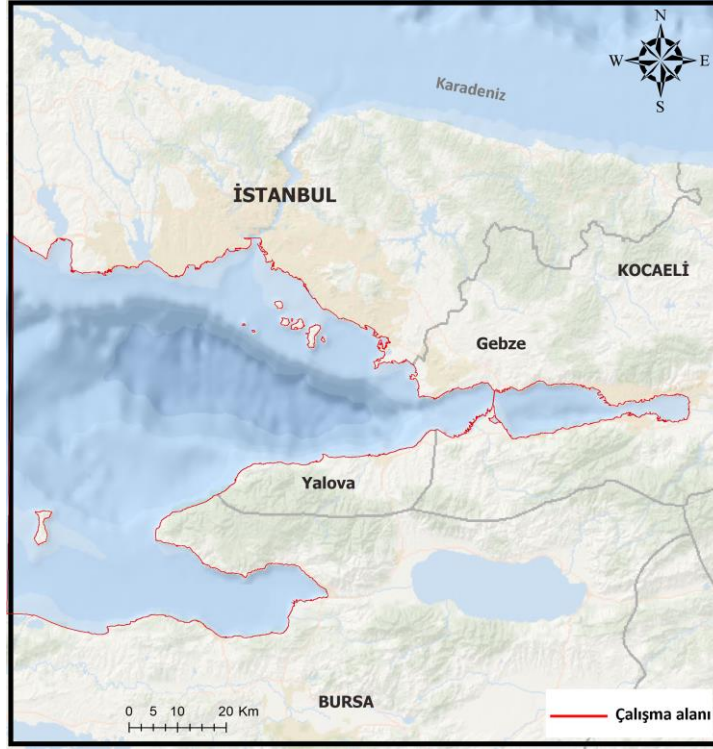 N
W E
S
Karadeniz
İSTANBUL
KOCAELİ
Gebze
Yalova
BURSA
0 5 10 20 Km
Çalışma alanı